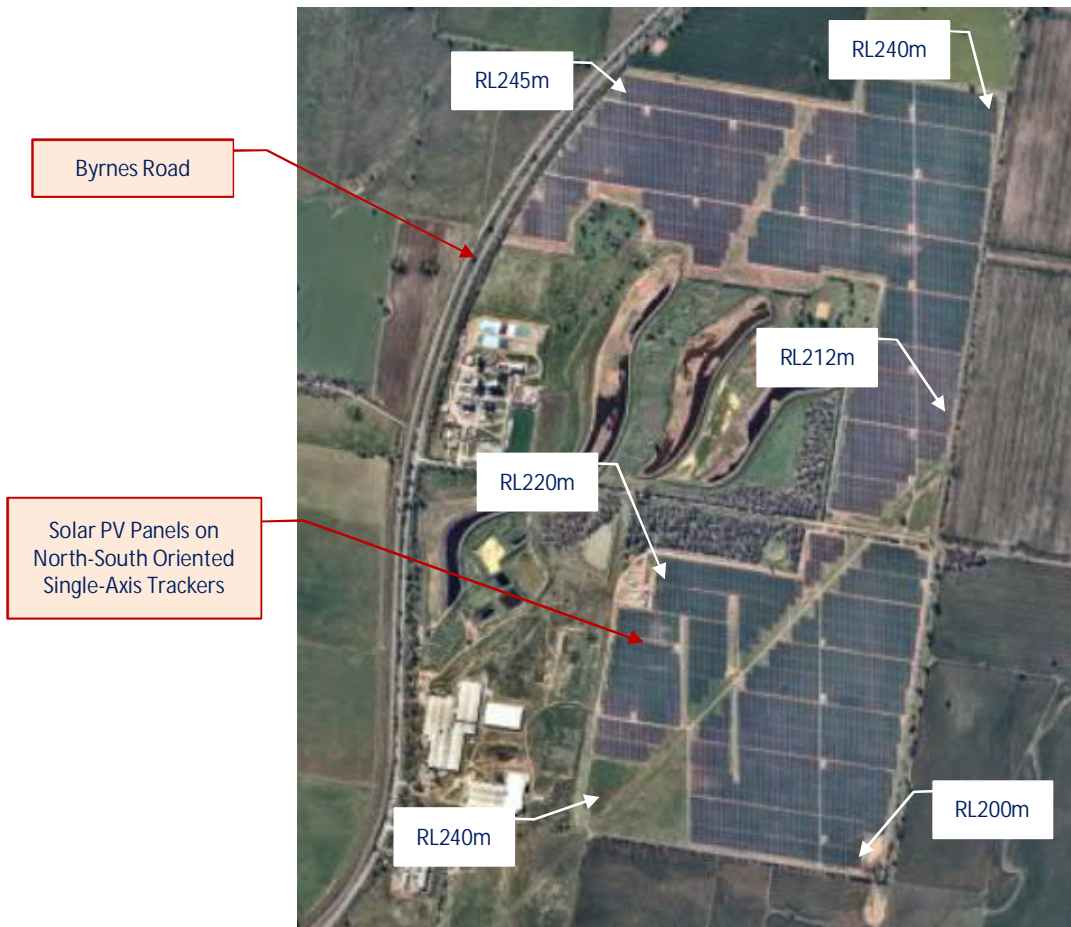 RL240m
RL245m
Byrnes Road
RL212m
RL220m
Solar PV Panels on
North-South Oriented
Single-Axis Trackers
RL200m
RL240m